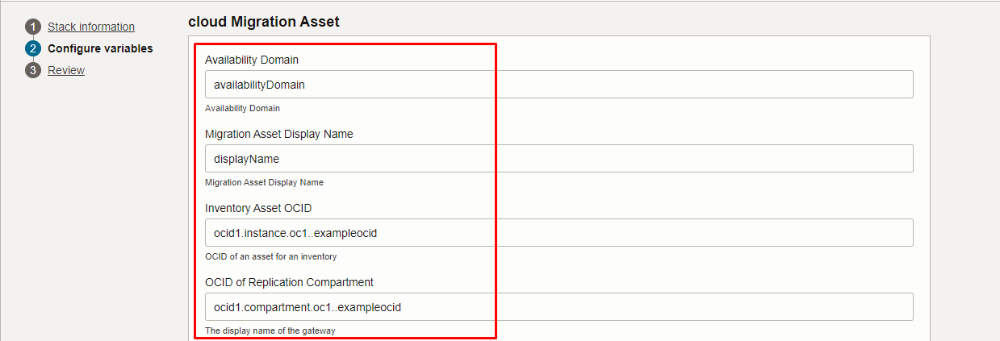 1 Stack information
2 Configure variables
3 Review
cloud Migration Asset
Availability Domain
availabilityDomain
Availability Domain
Migration Asset Display Name
displayName
Migration Asset Display Name
Inventory Asset OCID
ocid1.instance.oc1..exampleocid
OCID of an asset for an inventory
OCID of Replication Compartment
ocid1.compartment.oc1..exampleocid
The display name of the gateway